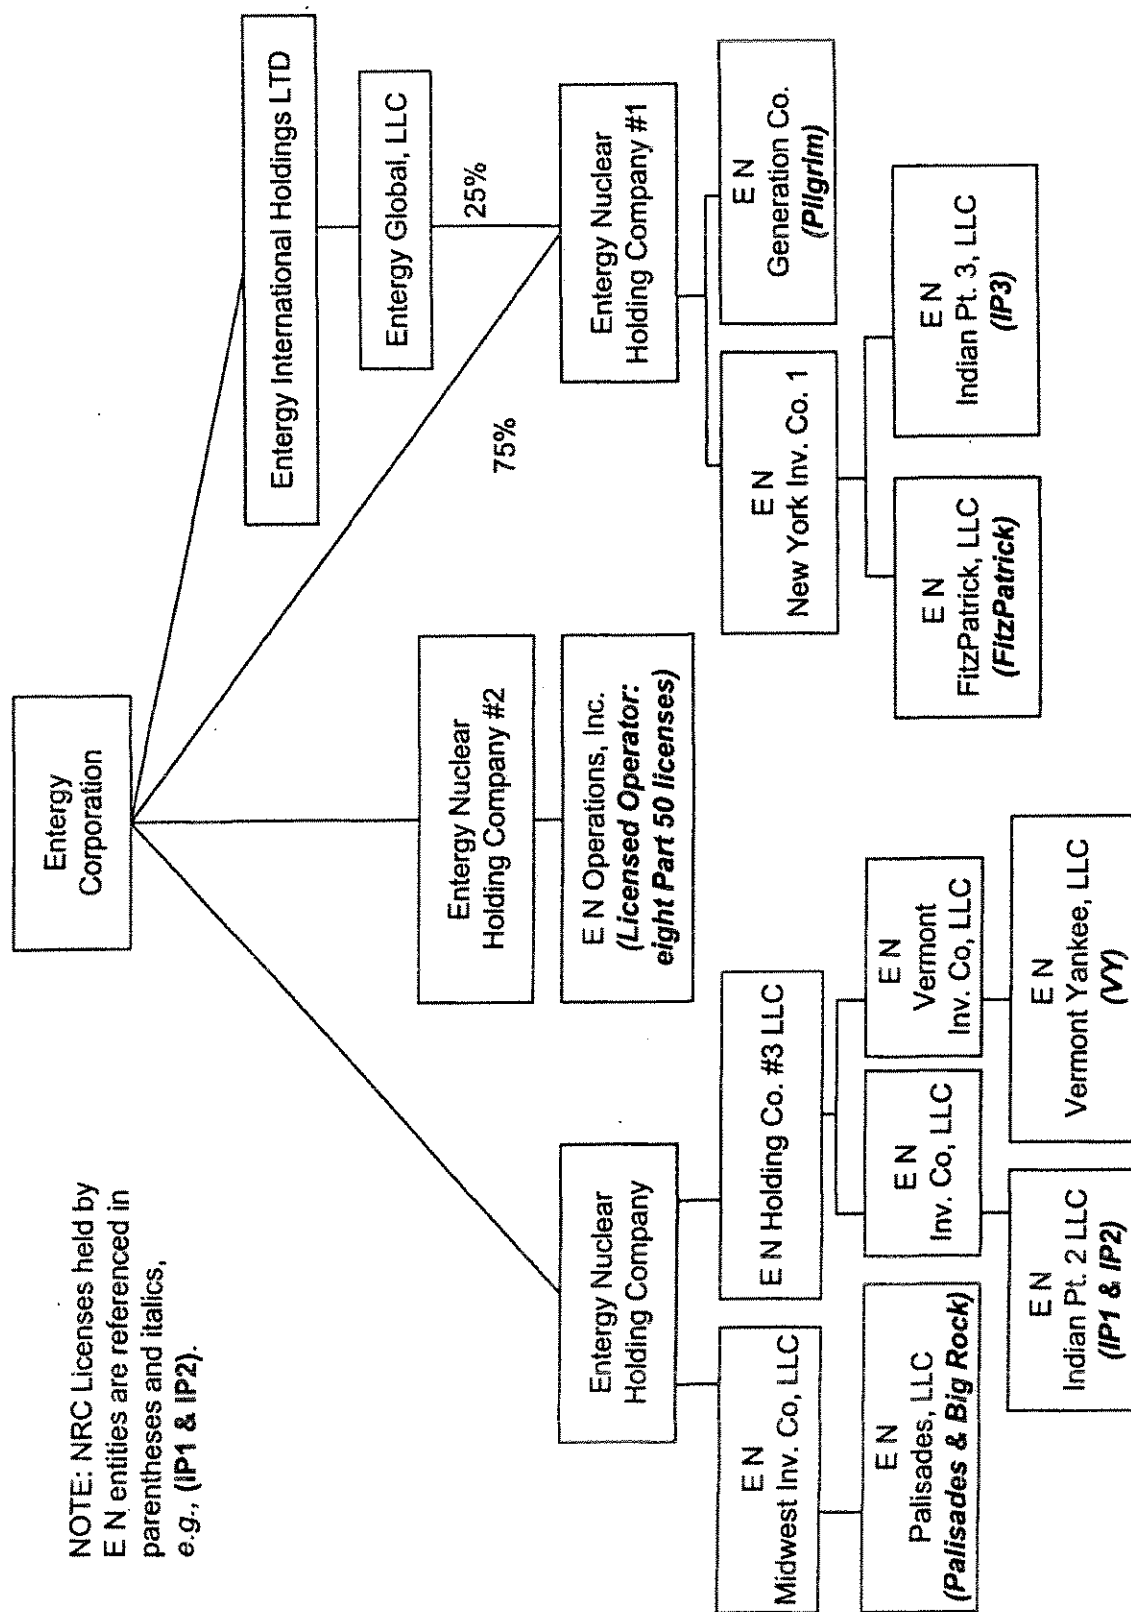 NOTE: NRC Licenses held by
E N entities are referenced in
parentheses and italics,
e.g., (IP1 & IP2).
Entergy
Corporation
Entergy International Holdings LTD
Entergy Global, LLC
25%
75%
Entergy Nuclear
Holding Company
Entergy Nuclear
Holding Company #2
Entergy Nuclear
Holding Company #1
E N Operations, Inc.
(Licensed Operator:
eight Part 50 licenses)
E N
Midwest Inv. Co, LLC
E N Holding Co. #3 LLC
E N
New York Inv. Co. 1
E N
Generation Co.
(Pilgrim)
E N
Palisades, LLC
(Palisades & Big Rock)
E N
Inv. Co, LLC
E N
Vermont
Inv. Co, LLC
E N
FitzPatrick, LLC
(FitzPatrick)
E N
Indian Pt. 3, LLC
(IP3)
E N
Indian Pt. 2 LLC
(IP1 & IP2)
E N
Vermont Yankee, LLC
(VY)